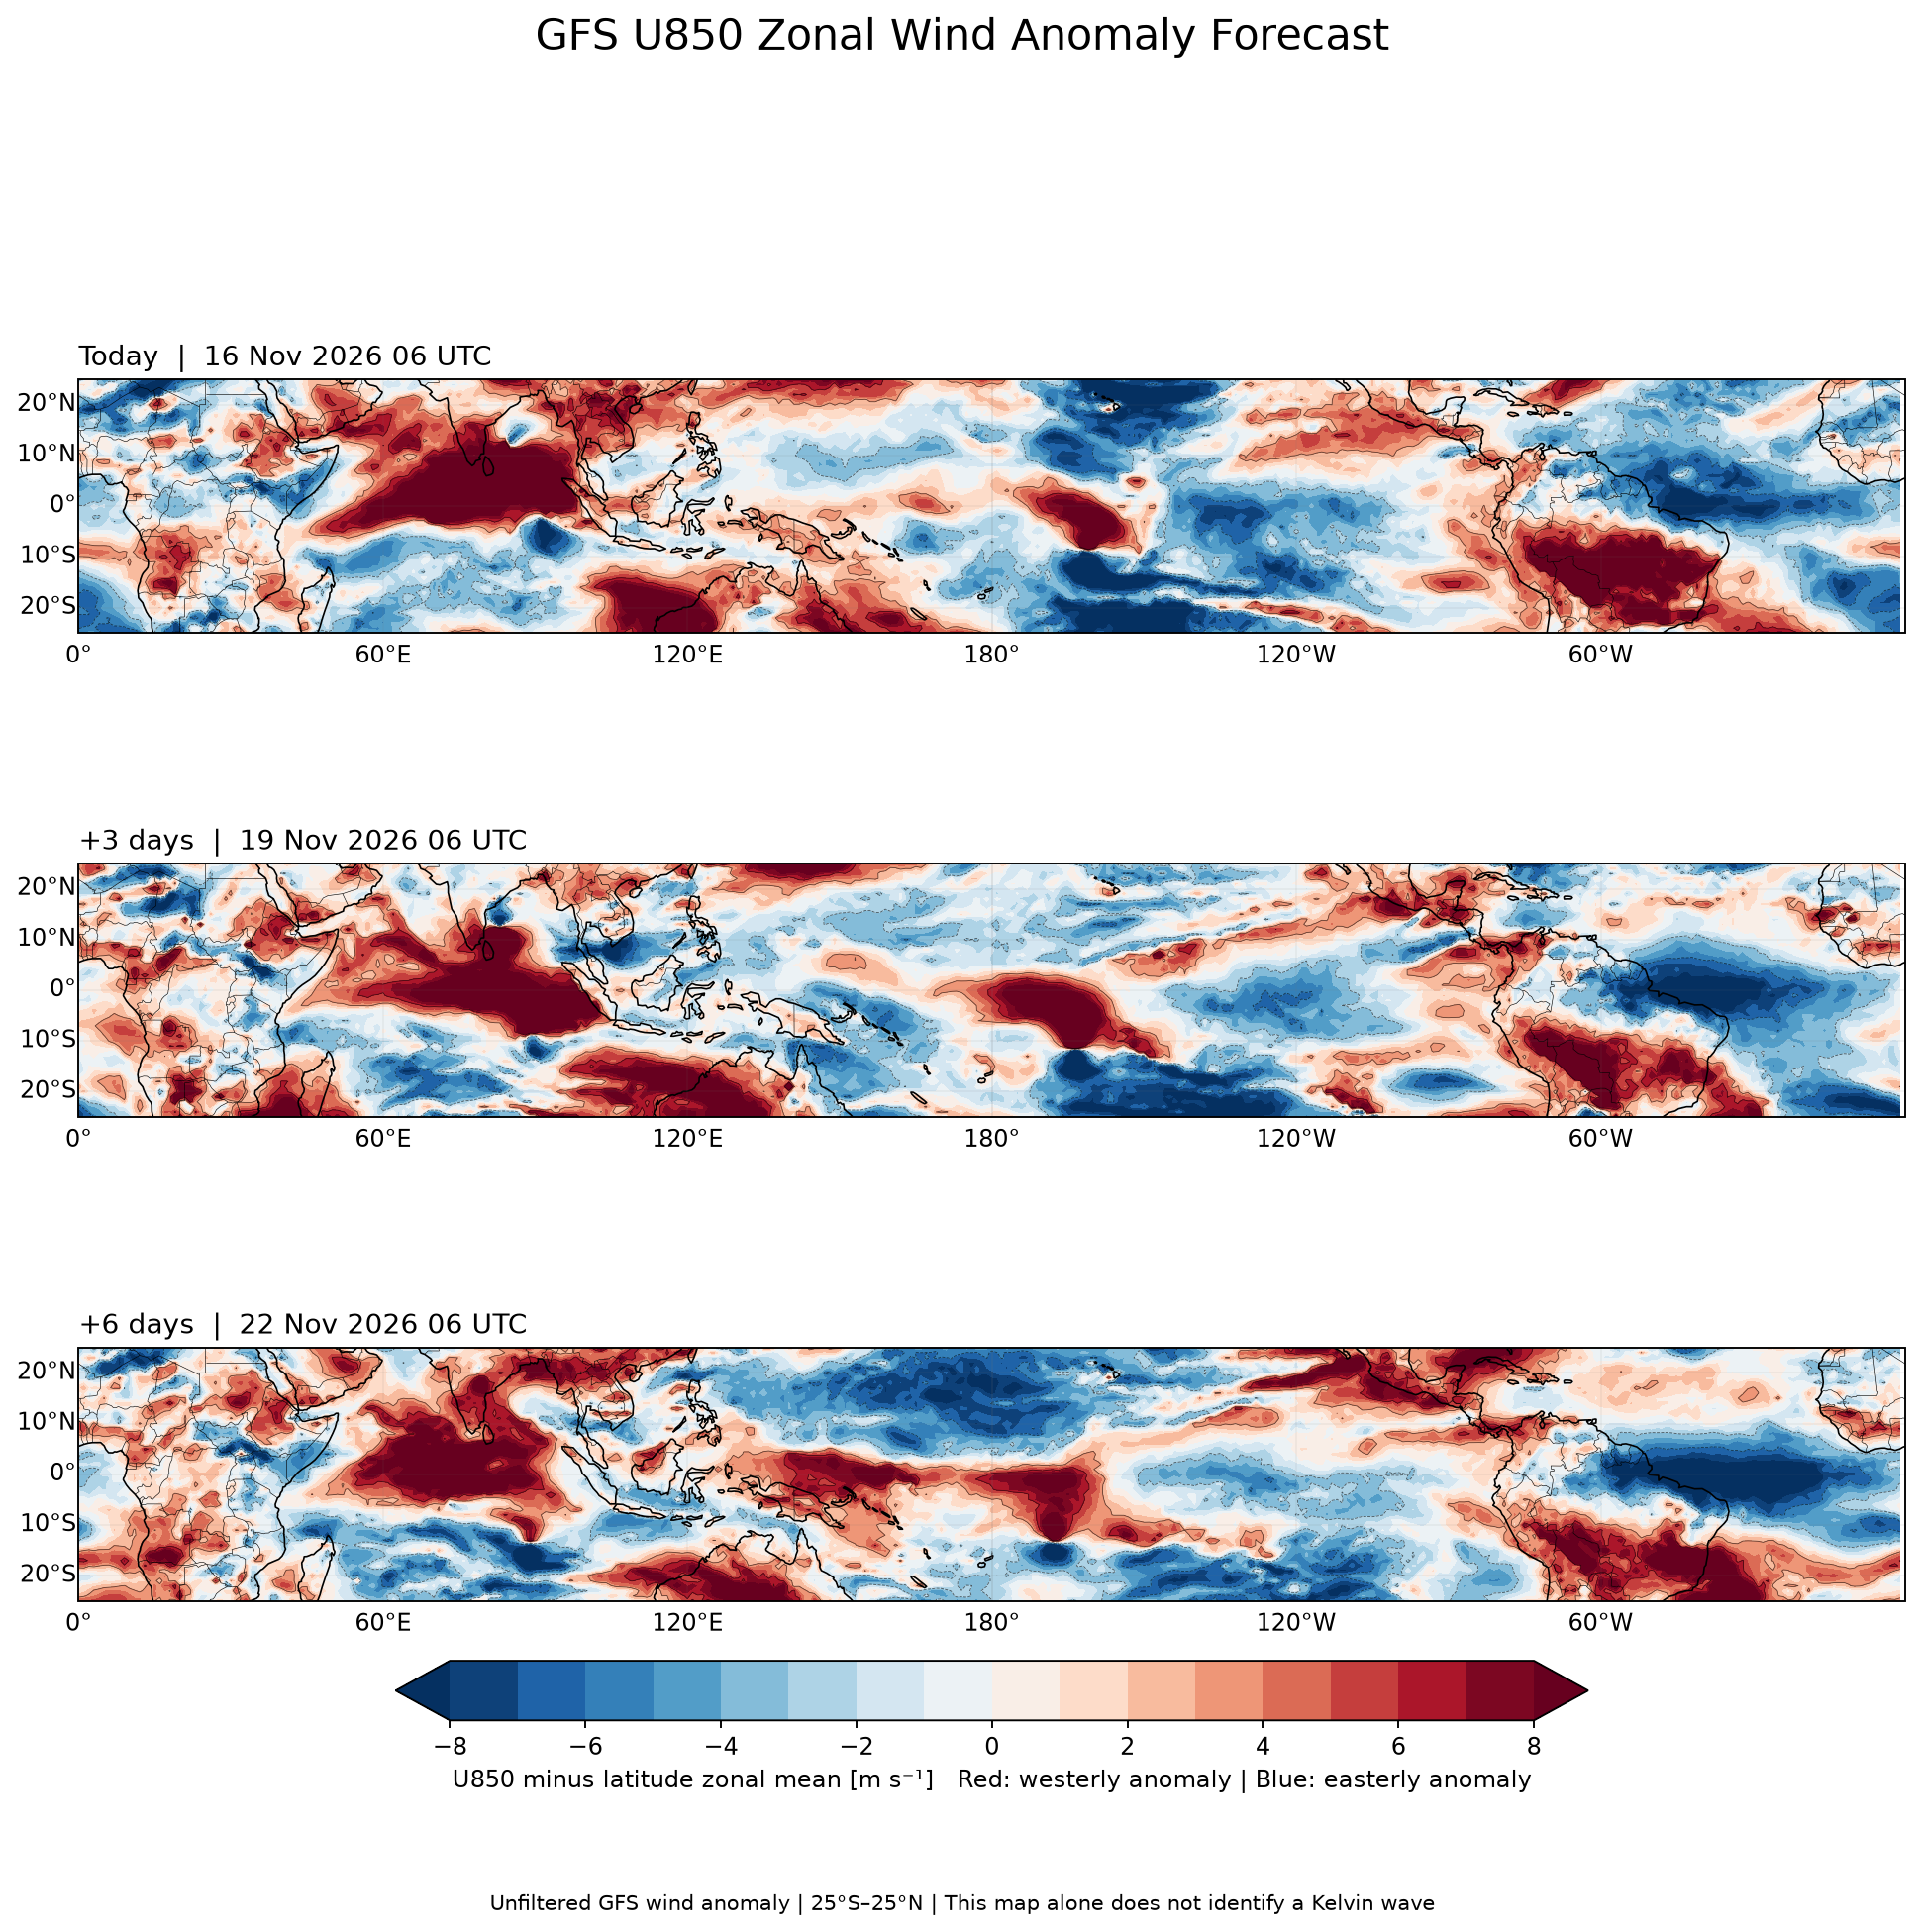 GFS U850 Zonal Wind Anomaly Forecast
Today | 16 Nov 2026 06 UTC
20°N
10°N
0°
10°S
20°S
0° 60°E 120°E 180° 120°W 60°W
+3 days | 19 Nov 2026 06 UTC
20°N
10°N
0°
10°S
20°S
0° 60°E 120°E 180° 120°W 60°W
+6 days | 22 Nov 2026 06 UTC
20°N
10°N
0°
10°S
20°S
0° 60°E 120°E 180° 120°W 60°W
−8 −6 −4 −2 0 2 4 6 8
U850 minus latitude zonal mean [m s⁻¹] Red: westerly anomaly | Blue: easterly anomaly
Unfiltered GFS wind anomaly | 25°S–25°N | This map alone does not identify a Kelvin wave